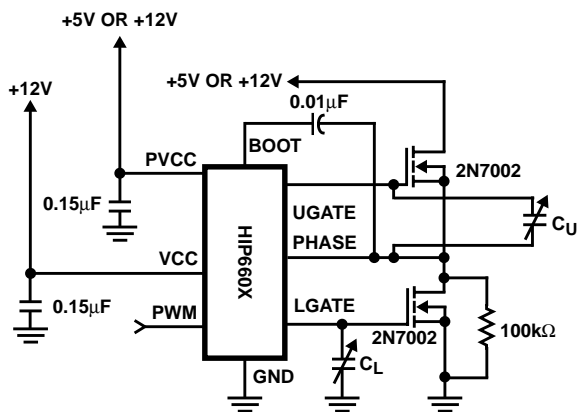 +5V OR +12V
+12V
+5V OR +12V
0.01μF
BOOT
PVCC
2N7002
0.15μF
UGATE
CU
HIP660X
PHASE
VCC
0.15μF
LGATE
PWM
2N7002
100kΩ
CL
GND